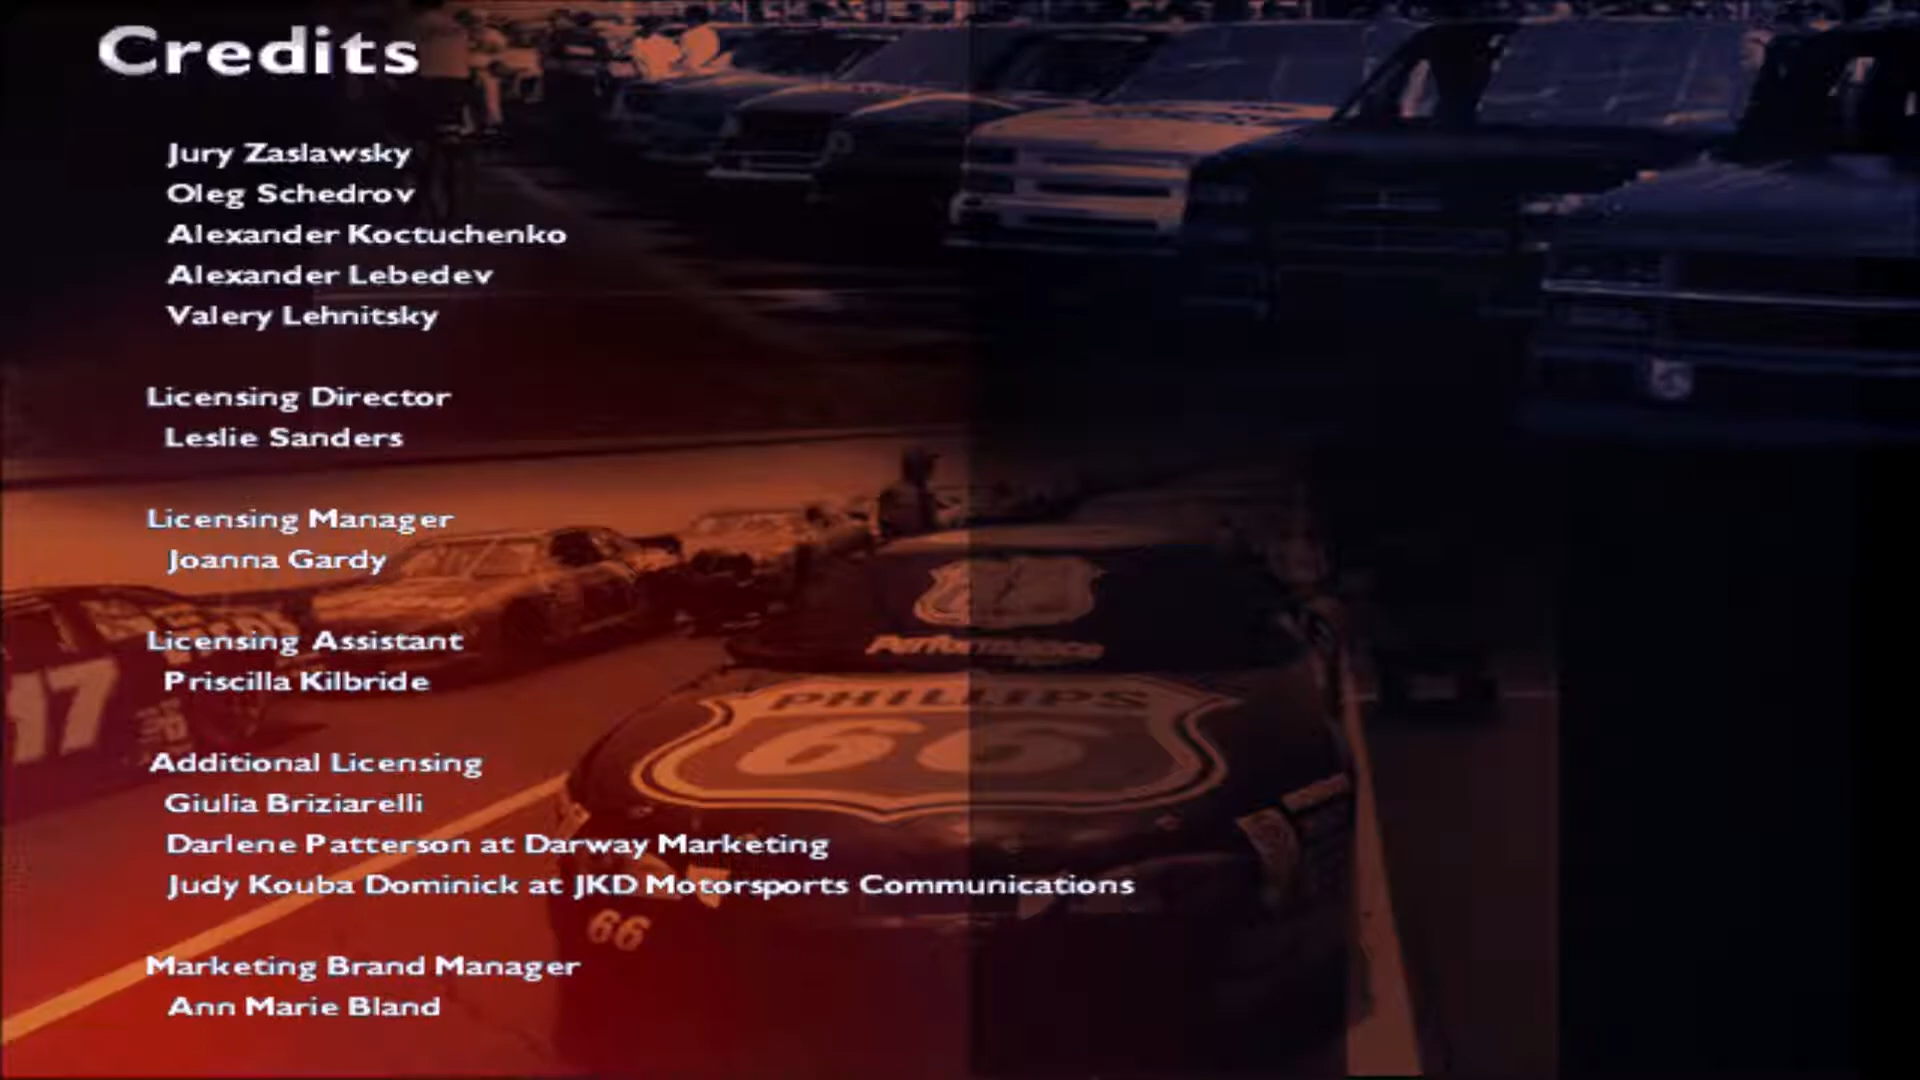 Credits
Jury Zaslawsky
Oleg Schedrov
Alexander Koctuchenko
Alexander Lebedev
Valery Lehnitsky
Licensing Director
Leslie Sanders
Licensing Manager
Joanna Gardy
Licensing Assistant
Priscilla Kilbride
Additional Licensing
Giulia Briziarelli
Darlene Patterson at Darway Marketing
Judy Kouba Dominick at JKD Motorsports Communications
Marketing Brand Manager
Ann Marie Bland
17
Performance
PHILLIPS
66
66